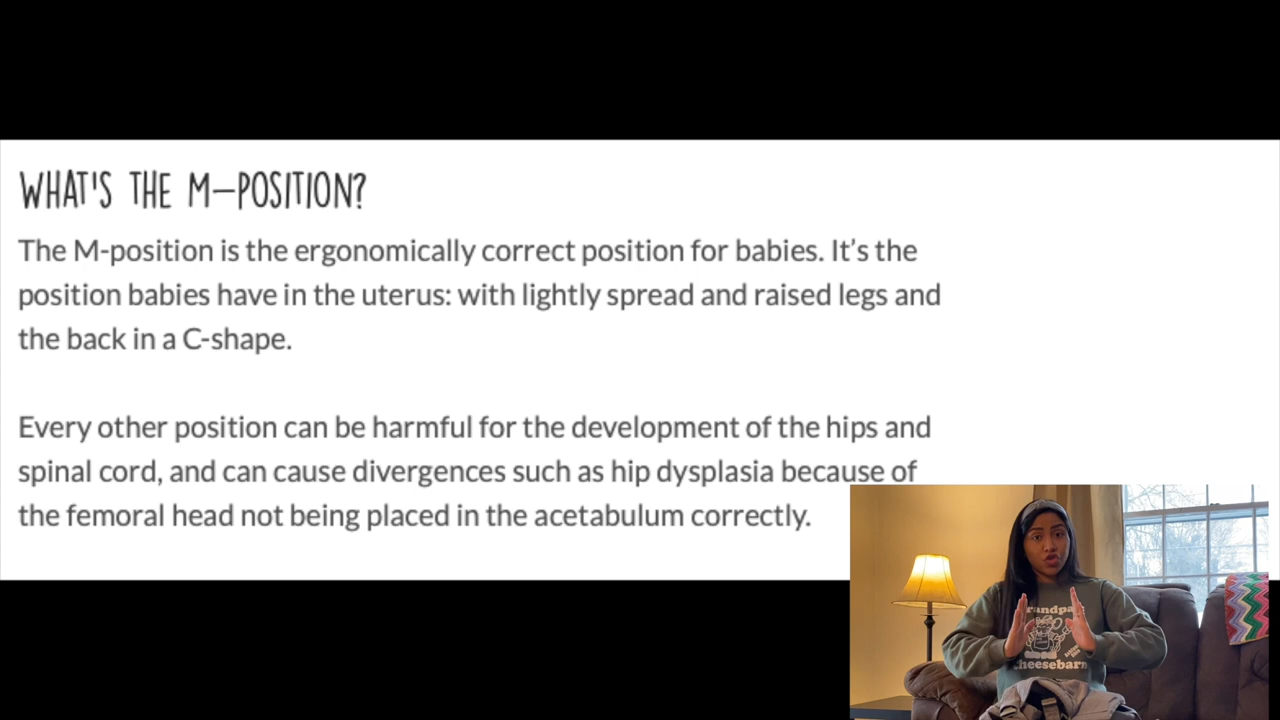 WHAT'S THE M-POSITION?
The M-position is the ergonomically correct position for babies. It's the
position babies have in the uterus: with lightly spread and raised legs and
the back in a C-shape.
Every other position can be harmful for the development of the hips and
spinal cord, and can cause divergences such as hip dysplasia because of
the femoral head not being placed in the acetabulum correctly.
randpa
cheesebarn